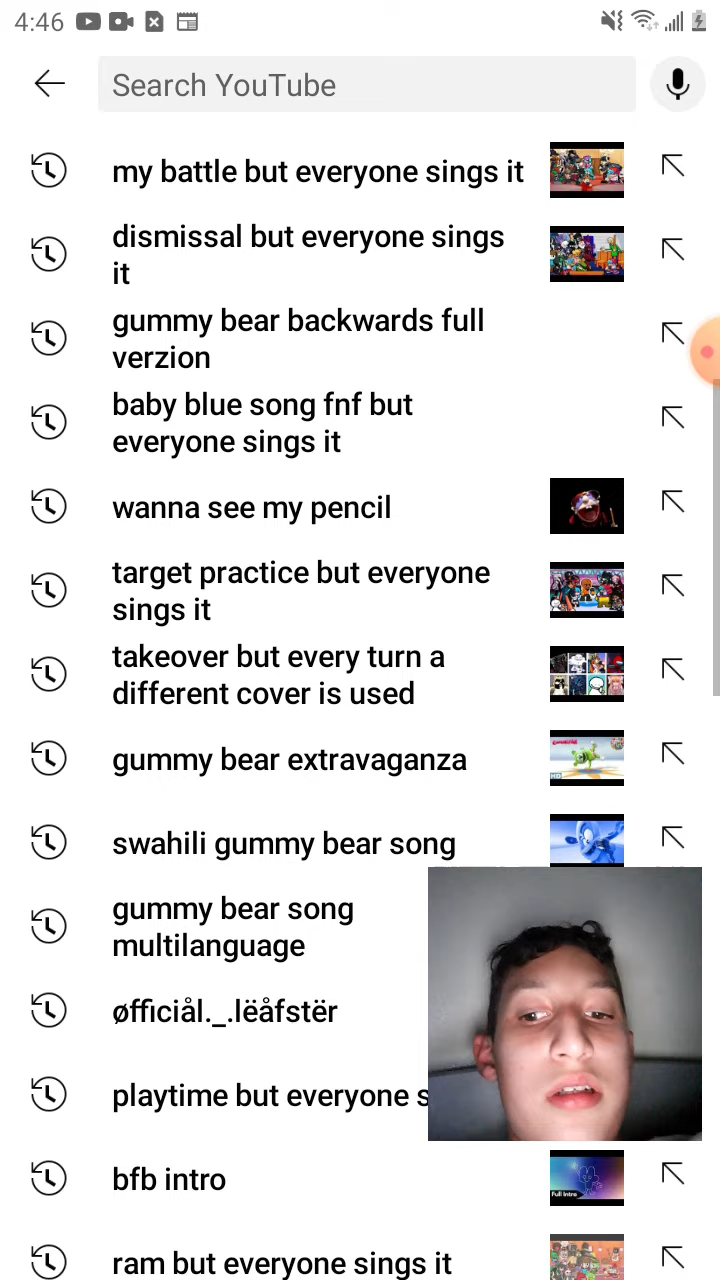 4:46
Search YouTube
my battle but everyone sings it
dismissal but everyone sings
it
gummy bear backwards full
verzion
baby blue song fnf but
everyone sings it
wanna see my pencil
target practice but everyone
sings it
takeover but every turn a
different cover is used
gummy bear extravaganza
swahili gummy bear song
gummy bear song
multilanguage
øfficiål._.lëåfstër
playtime but everyone s
bfb intro
Full Intro
ram but everyone sings it